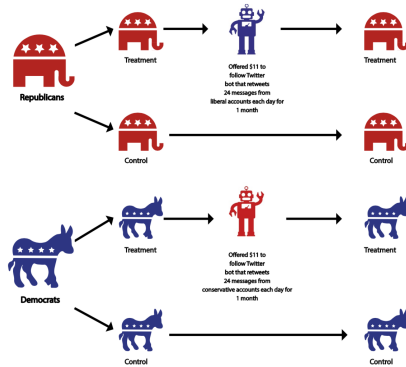 Treatment
Treatment
Offered $11 to
follow Twitter
bot that retweets
24 messages from
liberal accounts each day for
1 month
Republicans
Control
Control
Treatment
Treatment
Offered $11 to
follow Twitter
bot that retweets
24 messages from
conservative accounts each day for
1 month
Democrats
Control
Control